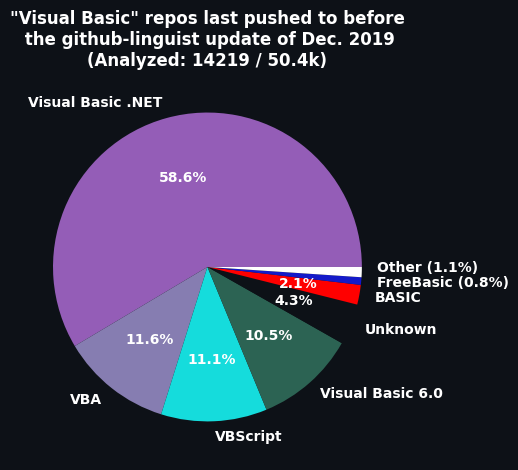 "Visual Basic" repos last pushed to before
the github-linguist update of Dec. 2019
(Analyzed: 14219 / 50.4k)
Visual Basic .NET
58.6%
Other (1.1%)
2.1%
FreeBasic (0.8%)
BASIC
4.3%
Unknown
10.5%
11.6%
11.1%
Visual Basic 6.0
VBA
VBScript